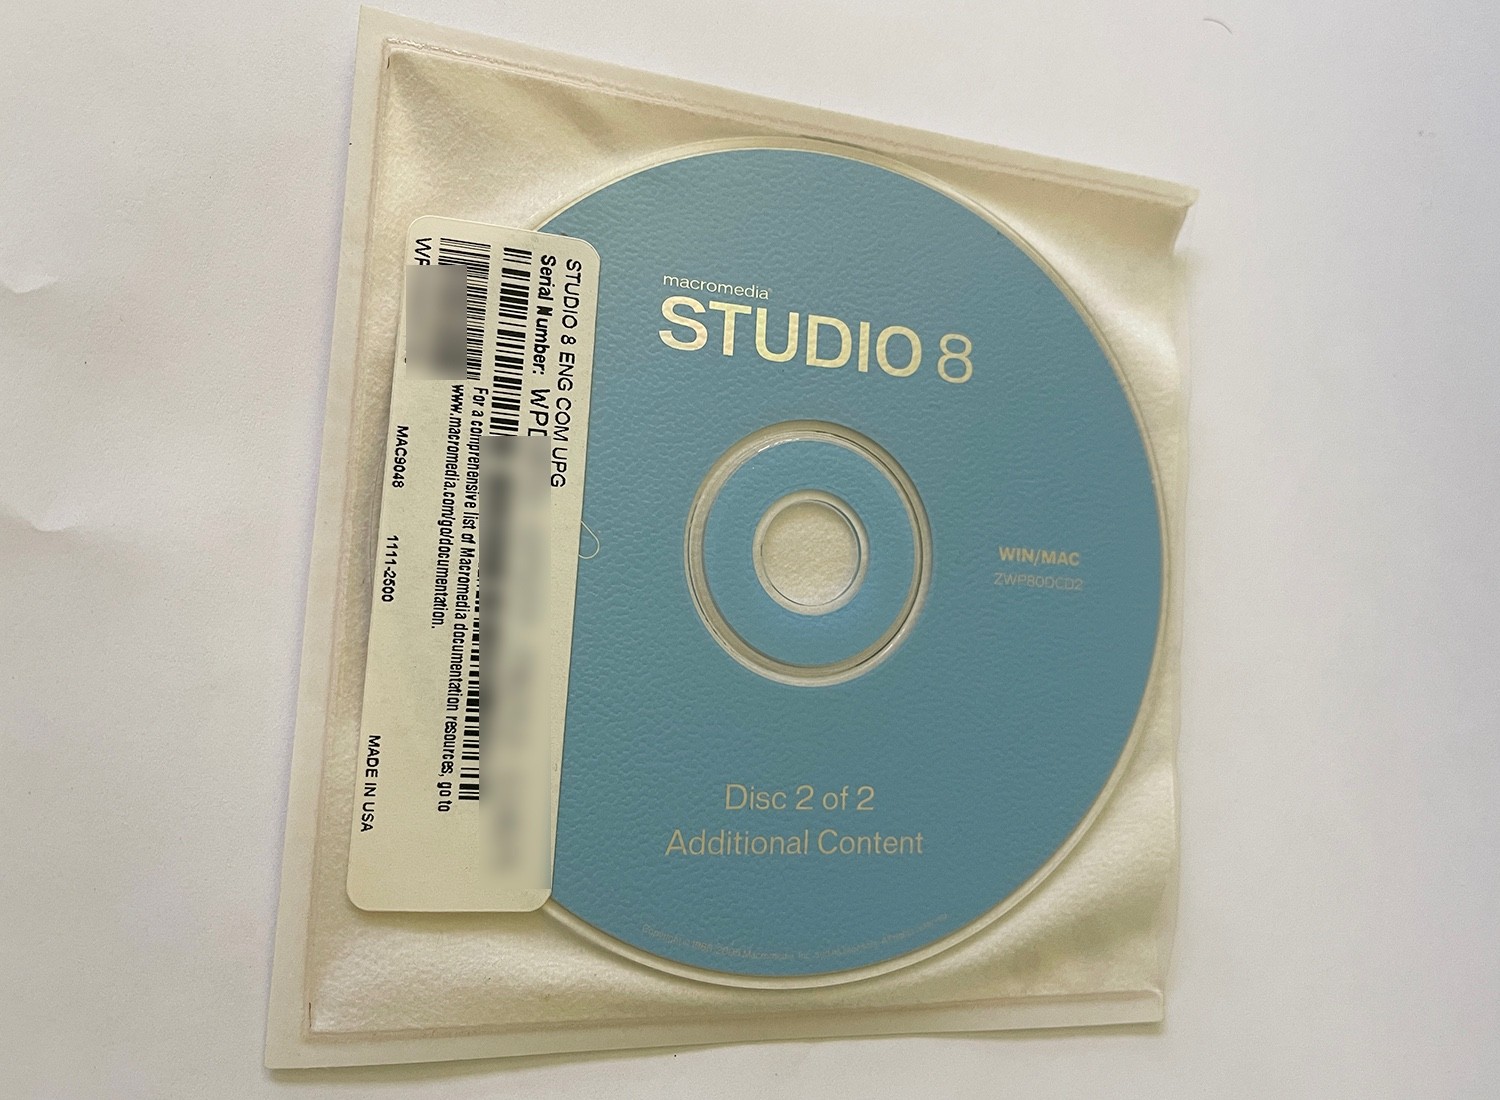 macromedia®
STUDIO 8
WIN/MAC
ZWP80DCD2
Disc 2 of 2
Additional Content
STUDIO 8 ENG COM UPG
Serial Number: WPD
For a comprehensive list of Macromedia documentation resources, go to
www.macromedia.com/go/documentation.
MAC9048 1111-2500 MADE IN USA